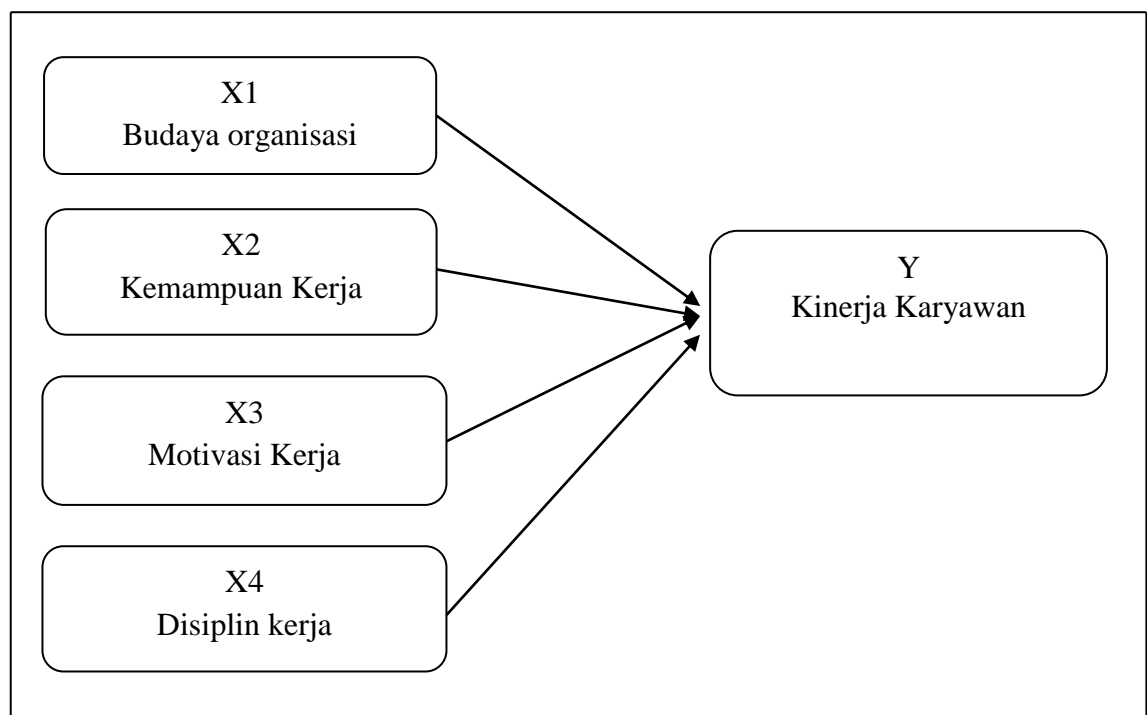 X1
Budaya organisasi
X2
Kemampuan Kerja
X3
Motivasi Kerja
X4
Disiplin kerja
Y
Kinerja Karyawan